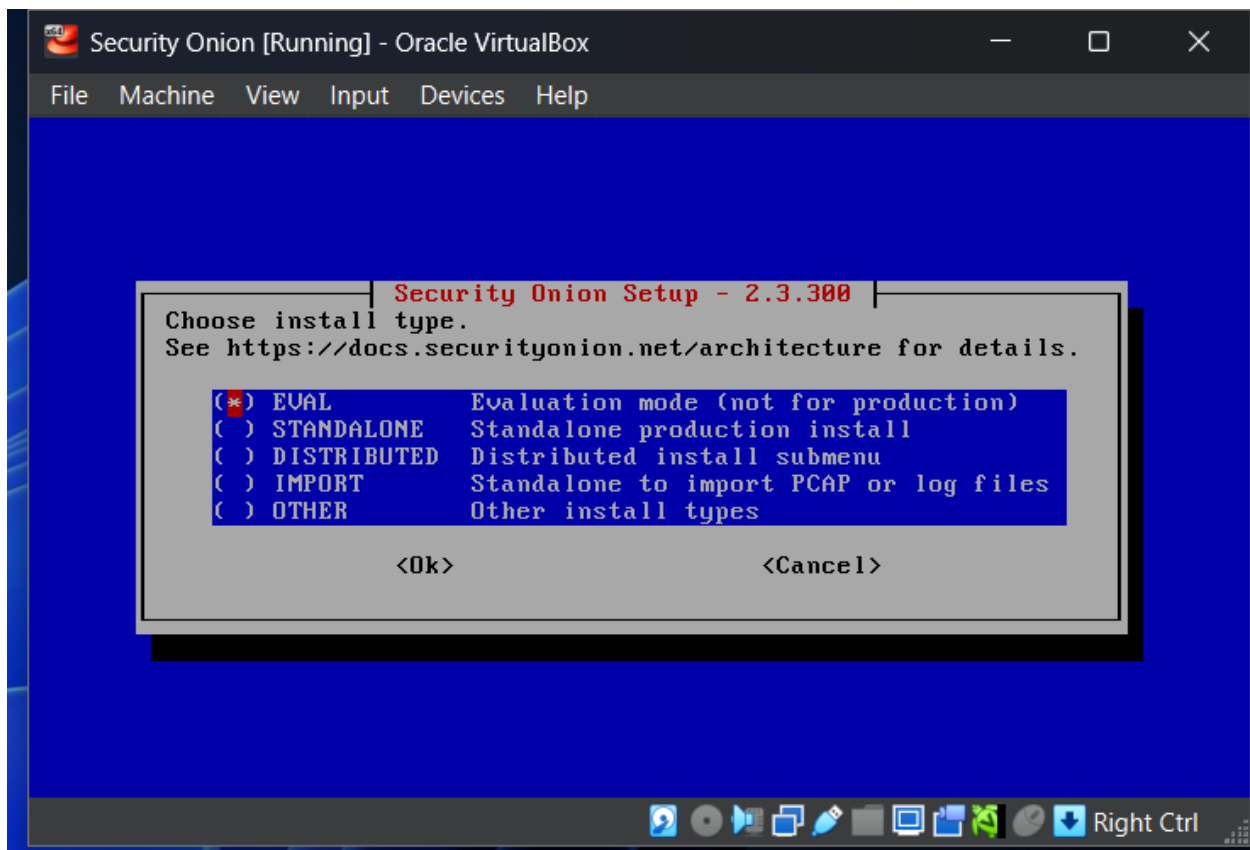 Security Onion [Running] - Oracle VirtualBox
File Machine View Input Devices Help
Security Onion Setup - 2.3.300
Choose install type.
See https://docs.securityonion.net/architecture for details.
(*) EVAL Evaluation mode (not for production)
( ) STANDALONE Standalone production install
( ) DISTRIBUTED Distributed install submenu
( ) IMPORT Standalone to import PCAP or log files
( ) OTHER Other install types
<Ok> <Cancel>
Right Ctrl